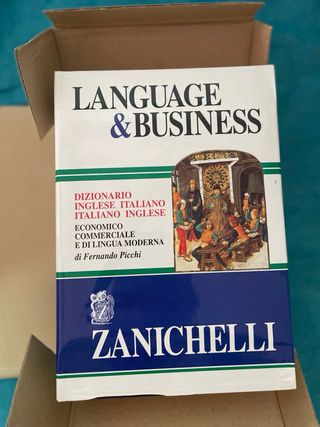 LANGUAGE
&BUSINESS
DIZIONARIO
INGLESE ITALIANO
ITALIANO INGLESE
ECONOMICO
COMMERCIALE
E DI LINGUA MODERNA
di Fernando Picchi
Z
ZANICHELLI